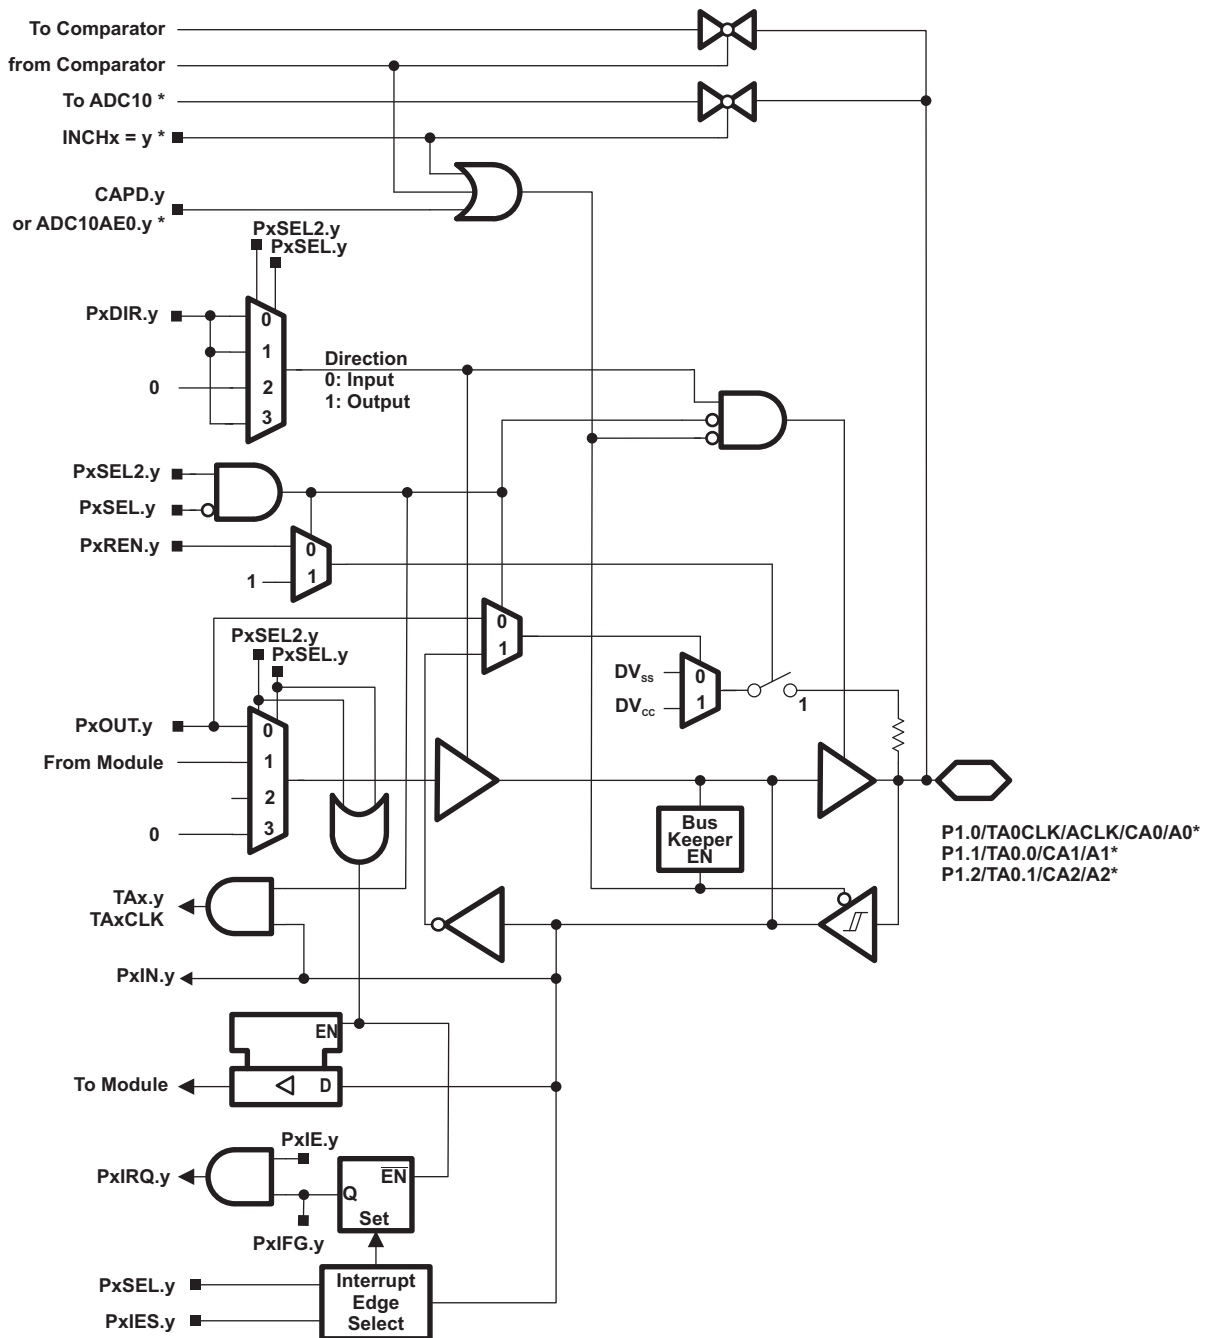 To Comparator
from Comparator
To ADC10 *
INCHx = y *
CAPD.y
or ADC10AE0.y *
PxSEL2.y
PxSEL.y
PxDIR.y
0
1
0
2
3
Direction
0: Input
1: Output
PxSEL2.y
PxSEL.y
PxREN.y
0
1
1
0
1
PxSEL2.y
PxSEL.y
DVSS
0
DVCC
1
1
PxOUT.y
0
From Module
1
2
0
3
Bus
Keeper
EN
P1.0/TA0CLK/ACLK/CA0/A0*
P1.1/TA0.0/CA1/A1*
P1.2/TA0.1/CA2/A2*
TAx.y
TAxCLK
PxIN.y
EN
To Module
D
PxIE.y
PxIRQ.y
EN
Q
Set
PxIFG.y
PxSEL.y
PxIES.y
Interrupt
Edge
Select